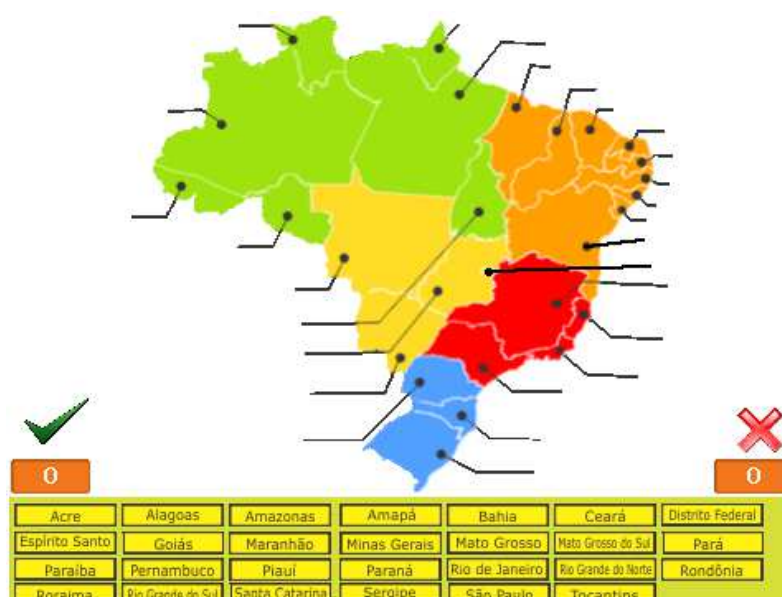 0 0
Acre Alagoas Amazonas Amapá Bahia Ceará Distrito Federal
Espírito Santo Goiás Maranhão Minas Gerais Mato Grosso Mato Grosso do Sul Pará
Paraíba Pernambuco Piauí Paraná Rio de Janeiro Rio Grande do Norte Rondônia
Roraima Rio Grande do Sul Santa Catarina Sergipe São Paulo Tocantins